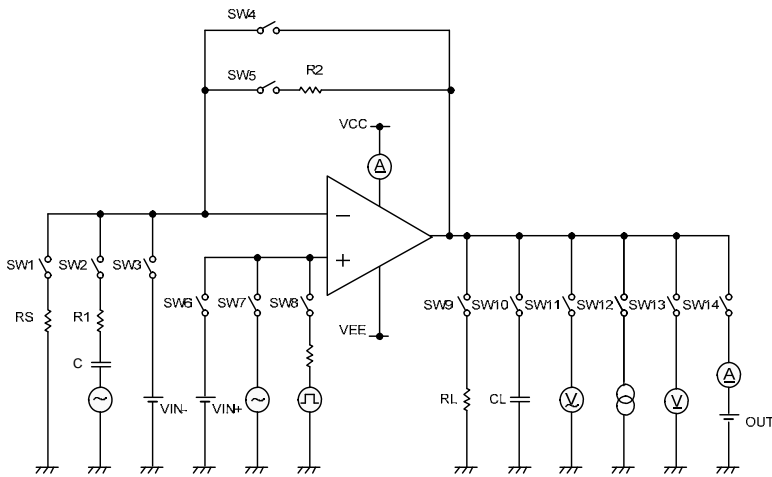 SW4
SW5
R2
VCC
A
−
+
SW1
SW2
SW3
SW6
SW7
SW8
VEE
SW9
SW10
SW11
SW12
SW13
SW14
RS
R1
C
VIN-
VIN+
RL
CL
V
V
A
OUT